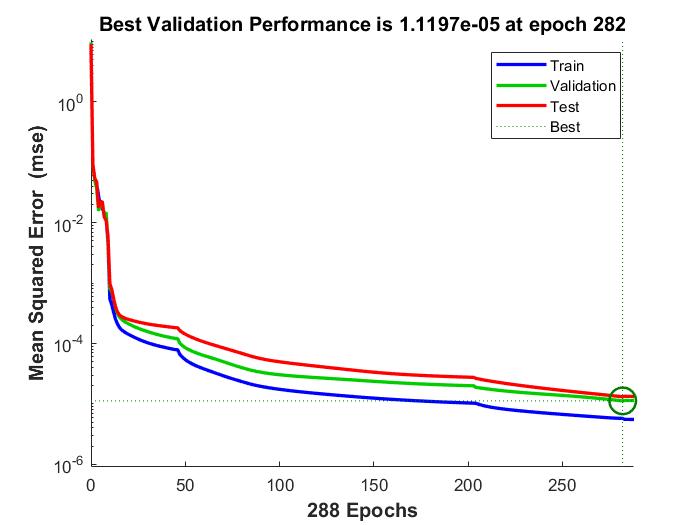 Best Validation Performance is 1.1197e-05 at epoch 282
Mean Squared Error (mse)
10^0
10^-2
10^-4
10^-6
Train
Validation
Test
Best
0 50 100 150 200 250
288 Epochs